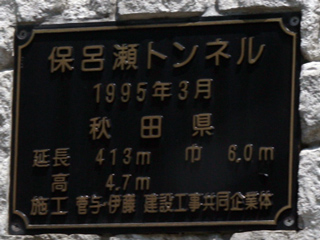 保呂瀬トンネル
1995年3月
秋田県
延長 413m 巾 6,0m
高 4,7m
施工 菅与・伊藤 建設工事共同企業体